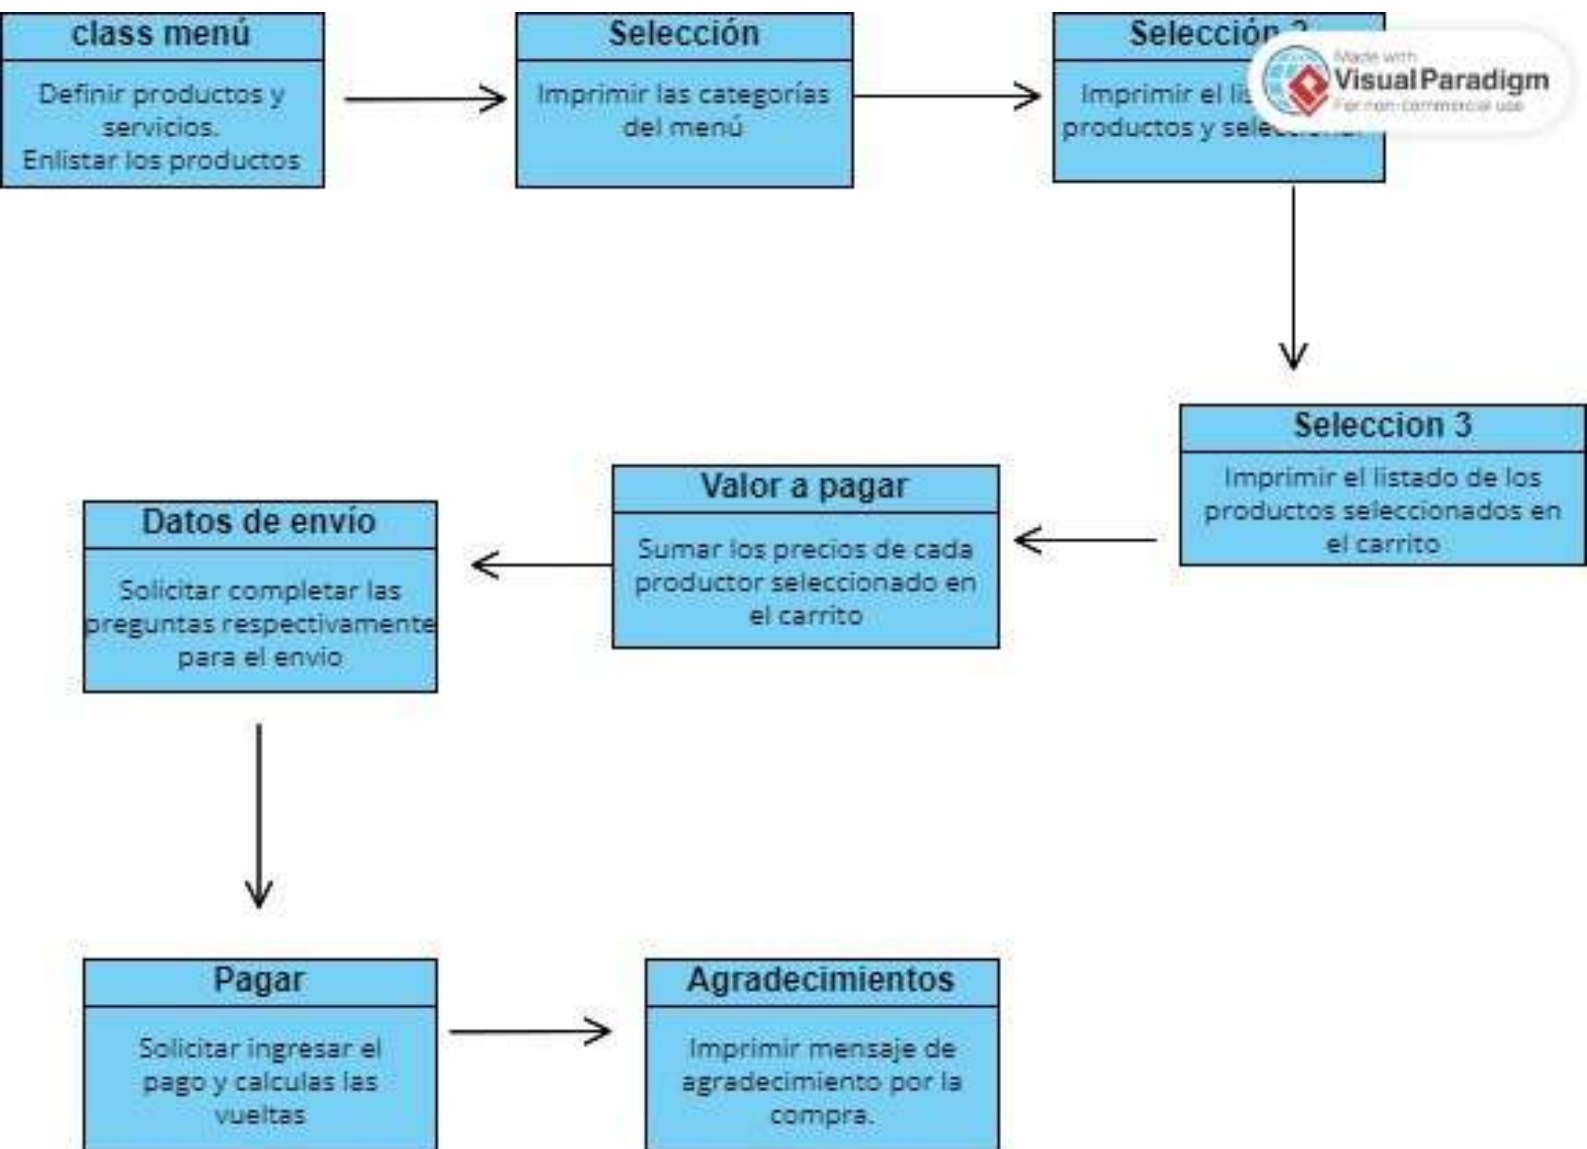 class menú
Definir productos y
servicios.
Enlistar los productos
Selección
Imprimir las categorías
del menú
Selección
Imprimir el
productos y
Made with
Visual Paradigm
For non-commercial use
Seleccion 3
Imprimir el listado de los
productos seleccionados en
el carrito
Valor a pagar
Sumar los precios de cada
productor seleccionado en
el carrito
Datos de envío
Solicitar completar las
preguntas respectivamente
para el envio
Pagar
Solicitar ingresar el
pago y calculas las
vueltas
Agradecimientos
Imprimir mensaje de
agradecimiento por la
compra.